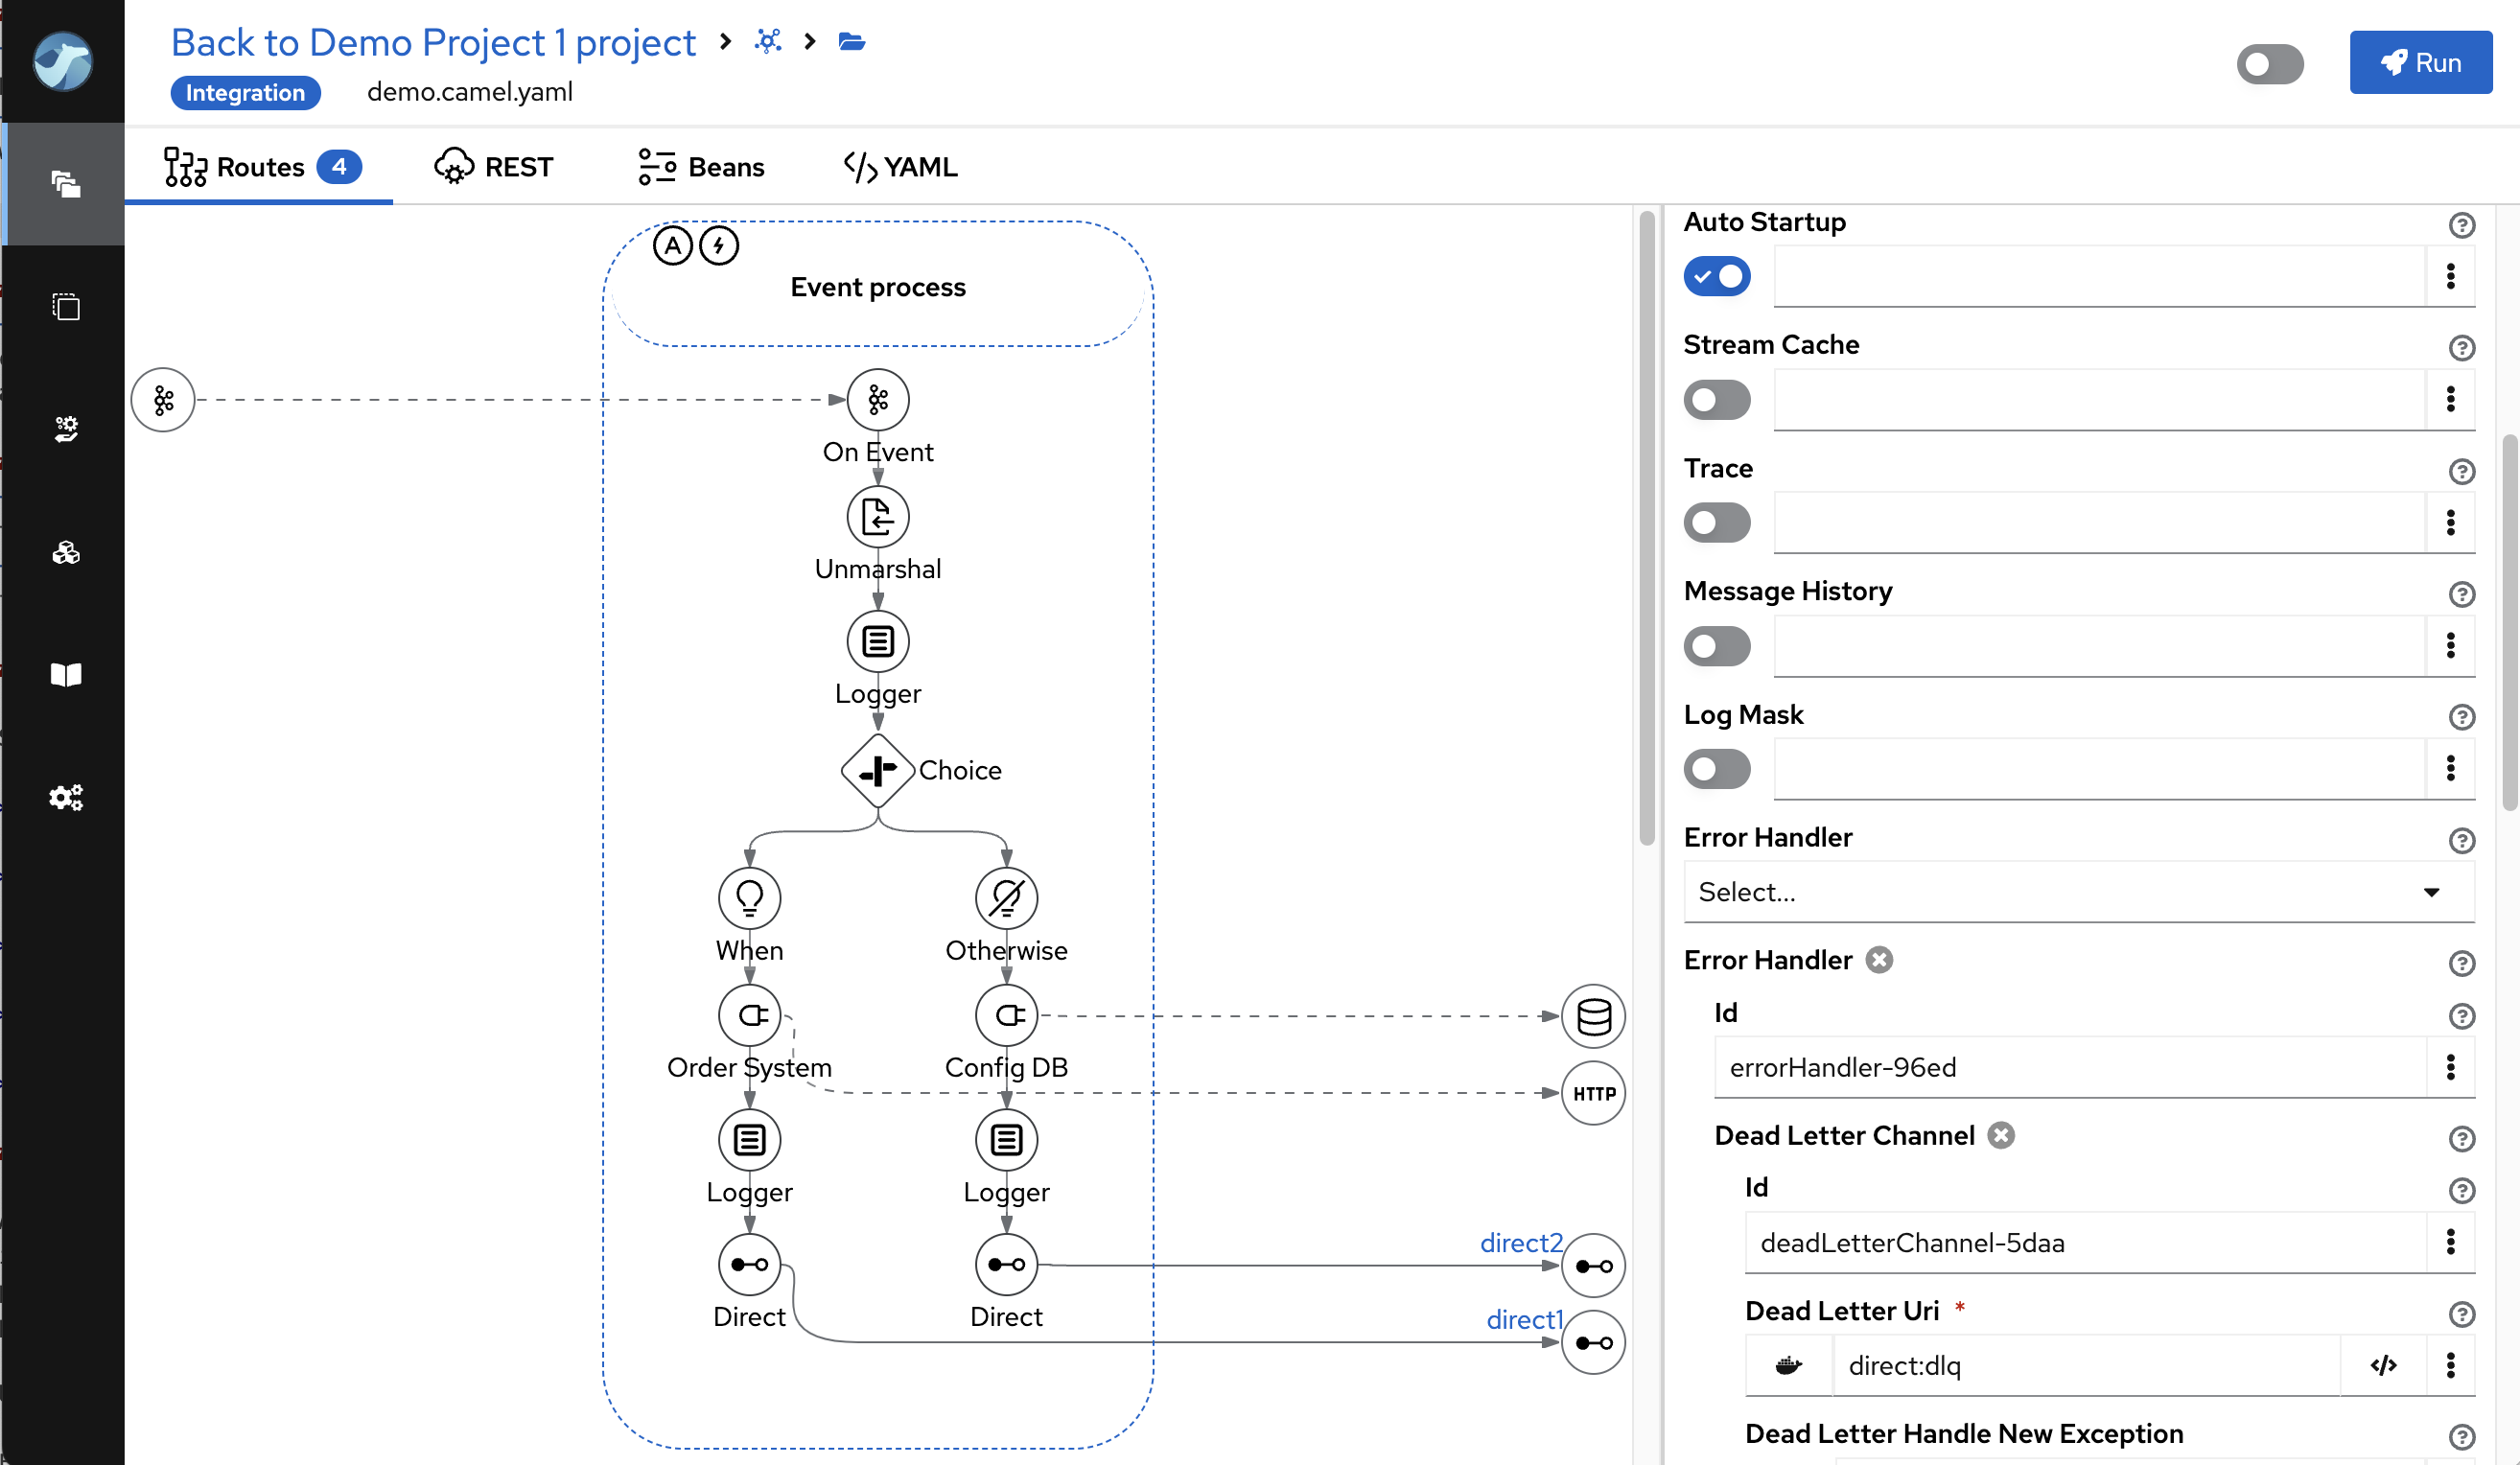 Back to Demo Project 1 project
Integration
demo.camel.yaml
Run
Routes
4
REST
Beans
YAML
A
Event process
On Event
Unmarshal
Logger
Choice
When
Otherwise
Order System
Config DB
HTTP
Logger
Logger
direct2
Direct
Direct
direct1
Auto Startup
Stream Cache
Trace
Message History
Log Mask
Error Handler
Select...
Error Handler
Id
errorHandler-96ed
Dead Letter Channel
Id
deadLetterChannel-5daa
Dead Letter Uri *
direct:dlq
Dead Letter Handle New Exception